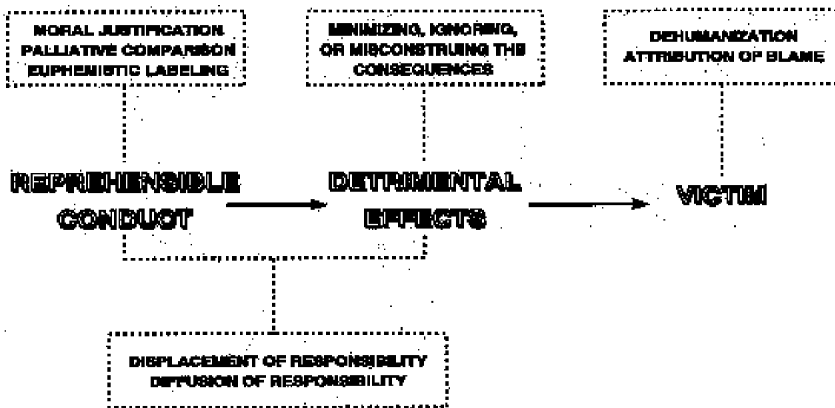 MORAL JUSTIFICATION
PALLIATIVE COMPARISON
EUPHEMISTIC LABELING
MINIMIZING, IGNORING,
OR MISCONSTRUING THE
CONSEQUENCES
DEHUMANIZATION
ATTRIBUTION OF BLAME
REPREHENSIBLE
CONDUCT
DETRIMENTAL
EFFECTS
VICTIM
DISPLACEMENT OF RESPONSIBILITY
DIFFUSION OF RESPONSIBILITY